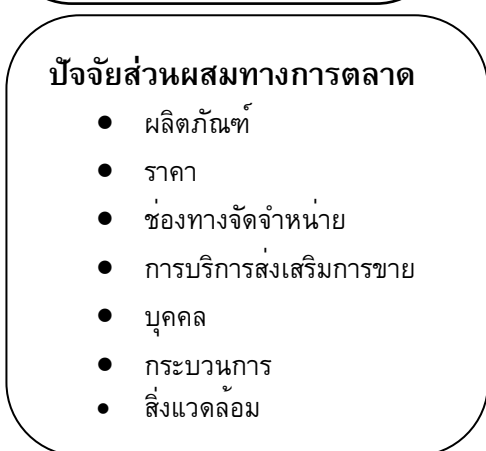 ปัจจัยส่วนผสมทางการตลาด
● ผลิตภัณฑ์
● ราคา
● ช่องทางจัดจำหน่าย
● การบริการส่งเสริมการขาย
● บุคคล
● กระบวนการ
● สิ่งแวดล้อม